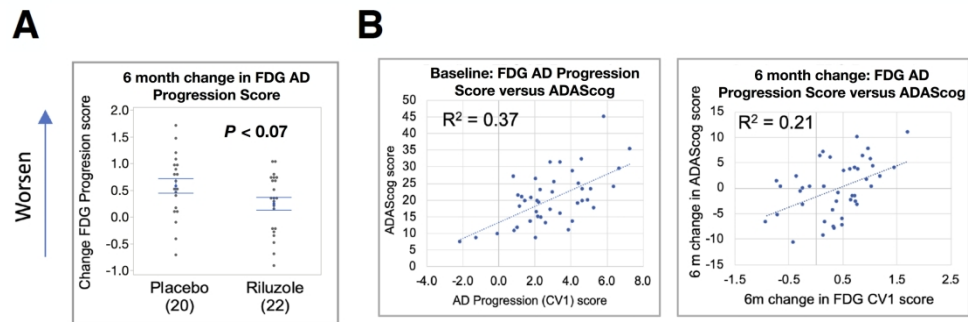 A
B
Worsen
6 month change in FDG AD
Progression Score
P < 0.07
Change FDG Progression score
2.0
1.5
1.0
0.5
0.0
-0.5
-1.0
Placebo
(20)
Riluzole
(22)
Baseline: FDG AD Progression
Score versus ADAScog
R² = 0.37
ADAScog score
50
45
40
35
30
25
20
15
10
5
0
-4.0 -2.0 0.0 2.0 4.0 6.0 8.0
AD Progression (CV1) score
6 month change: FDG AD
Progression Score versus ADAScog
R² = 0.21
6 m change in ADAScog score
15
10
5
0
-5
-10
-15
-1.5 -0.5 0.5 1.5 2.5
6m change in FDG CV1 score